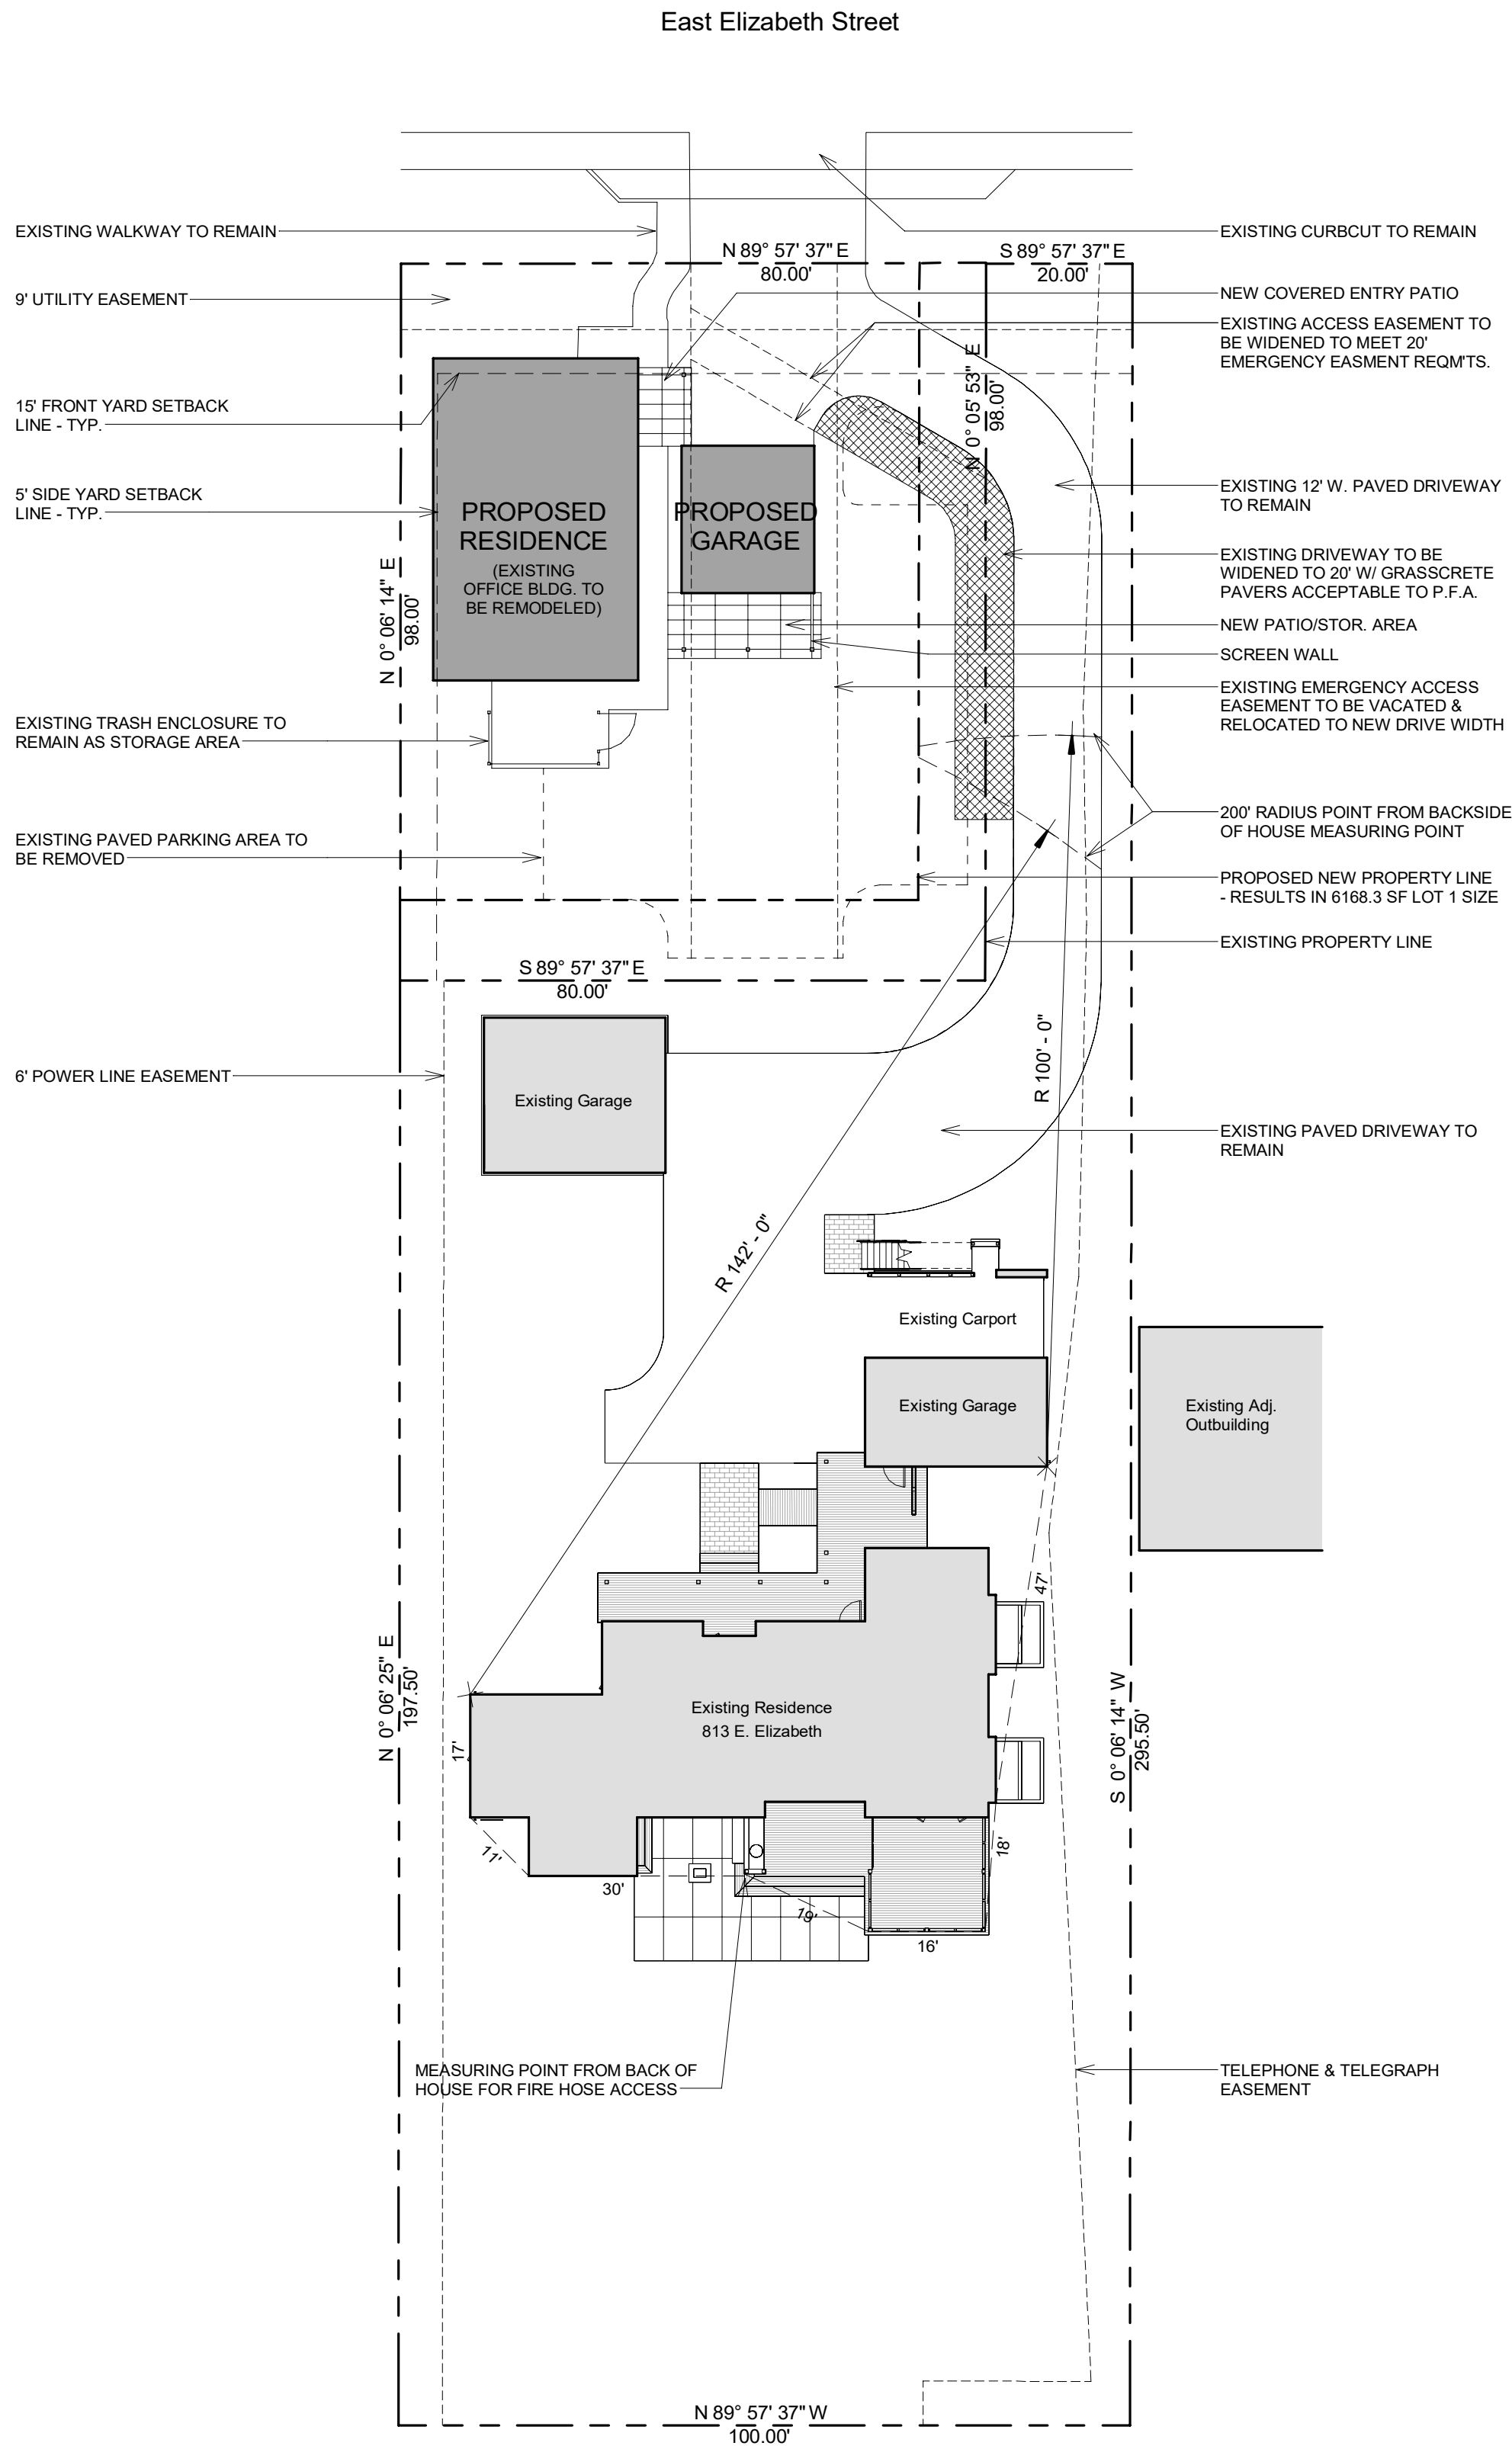 East Elizabeth Street
EXISTING WALKWAY TO REMAIN
9' UTILITY EASEMENT
15' FRONT YARD SETBACK
LINE - TYP.
5' SIDE YARD SETBACK
LINE - TYP.
EXISTING TRASH ENCLOSURE TO
REMAIN AS STORAGE AREA
EXISTING PAVED PARKING AREA TO
BE REMOVED
6' POWER LINE EASEMENT
N 89° 57' 37" E
80.00'
S 89° 57' 37" E
20.00'
N 0° 05' 53" E
98.00'
N 0° 06' 14" E
98.00'
PROPOSED
RESIDENCE
(EXISTING
OFFICE BLDG. TO
BE REMODELED)
PROPOSED
GARAGE
EXISTING CURBCUT TO REMAIN
NEW COVERED ENTRY PATIO
EXISTING ACCESS EASEMENT TO
BE WIDENED TO MEET 20'
EMERGENCY EASMENT REQM'TS.
EXISTING 12' W. PAVED DRIVEWAY
TO REMAIN
EXISTING DRIVEWAY TO BE
WIDENED TO 20' W/ GRASSCRETE
PAVERS ACCEPTABLE TO P.F.A.
NEW PATIO/STOR. AREA
SCREEN WALL
EXISTING EMERGENCY ACCESS
EASEMENT TO BE VACATED &
RELOCATED TO NEW DRIVE WIDTH
200' RADIUS POINT FROM BACKSIDE
OF HOUSE MEASURING POINT
PROPOSED NEW PROPERTY LINE
- RESULTS IN 6168.3 SF LOT 1 SIZE
EXISTING PROPERTY LINE
S 89° 57' 37" E
80.00'
Existing Garage
R 100' - 0"
R 142' - 0"
EXISTING PAVED DRIVEWAY TO
REMAIN
Existing Carport
Existing Garage
Existing Adj.
Outbuilding
47'
N 0° 06' 25" E
197.50'
Existing Residence
813 E. Elizabeth
S 0° 06' 14" W
295.50'
17'
11'
30'
19'
18'
16'
MEASURING POINT FROM BACK OF
HOUSE FOR FIRE HOSE ACCESS
TELEPHONE & TELEGRAPH
EASEMENT
N 89° 57' 37" W
100.00'